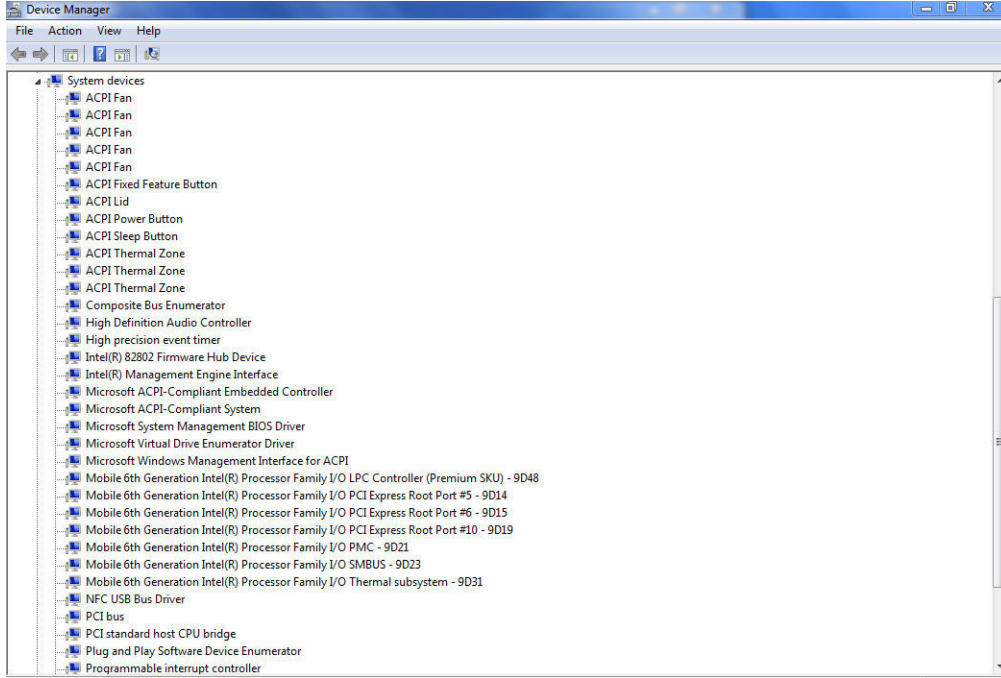 Device Manager
File Action View Help
System devices
ACPI Fan
ACPI Fan
ACPI Fan
ACPI Fan
ACPI Fan
ACPI Fixed Feature Button
ACPI Lid
ACPI Power Button
ACPI Sleep Button
ACPI Thermal Zone
ACPI Thermal Zone
ACPI Thermal Zone
Composite Bus Enumerator
High Definition Audio Controller
High precision event timer
Intel(R) 82802 Firmware Hub Device
Intel(R) Management Engine Interface
Microsoft ACPI-Compliant Embedded Controller
Microsoft ACPI-Compliant System
Microsoft System Management BIOS Driver
Microsoft Virtual Drive Enumerator Driver
Microsoft Windows Management Interface for ACPI
Mobile 6th Generation Intel(R) Processor Family I/O LPC Controller (Premium SKU) - 9D48
Mobile 6th Generation Intel(R) Processor Family I/O PCI Express Root Port #5 - 9D14
Mobile 6th Generation Intel(R) Processor Family I/O PCI Express Root Port #6 - 9D15
Mobile 6th Generation Intel(R) Processor Family I/O PCI Express Root Port #10 - 9D19
Mobile 6th Generation Intel(R) Processor Family I/O PMC - 9D21
Mobile 6th Generation Intel(R) Processor Family I/O SMBUS - 9D23
Mobile 6th Generation Intel(R) Processor Family I/O Thermal subsystem - 9D31
NFC USB Bus Driver
PCI bus
PCI standard host CPU bridge
Plug and Play Software Device Enumerator
Programmable interrupt controller